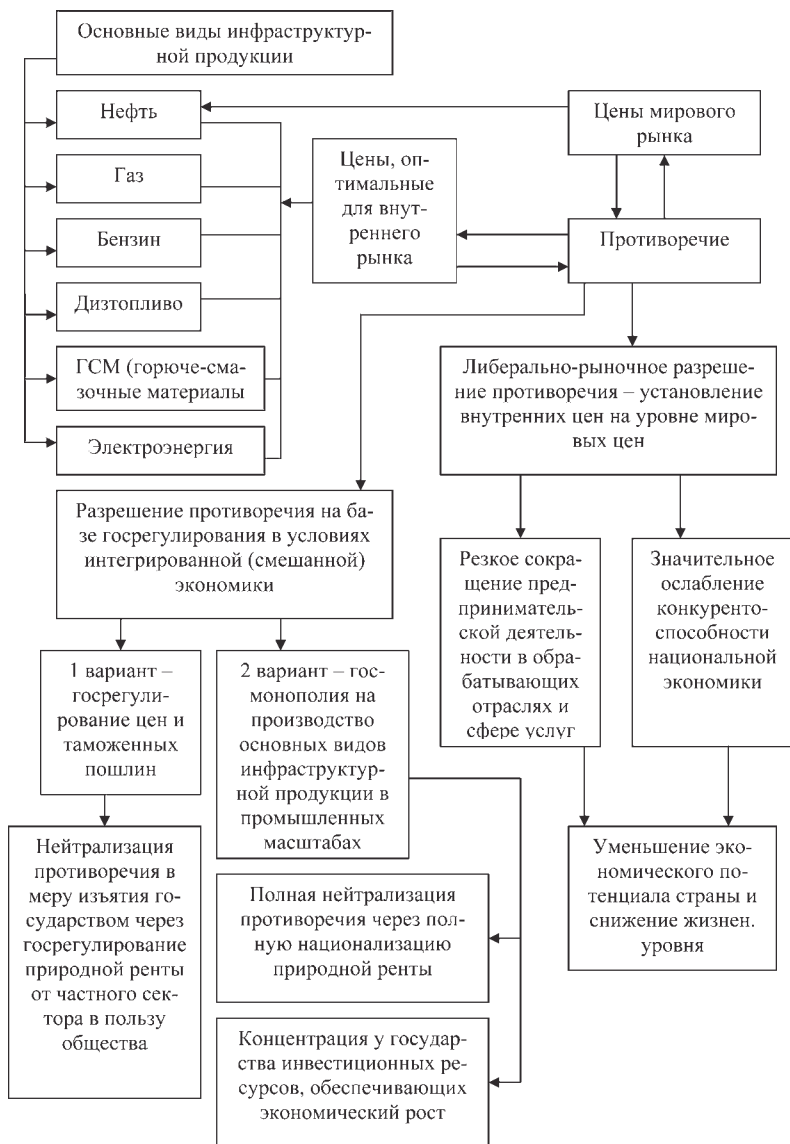 Основные виды инфраструктур-
ной продукции
Нефть
Газ
Бензин
Дизтопливо
ГСМ (горюче-сма-
зочные материалы
Электроэнергия
Цены, оп-
тимальные
для внут-
реннего
рынка
Цены мирового
рынка
Противоречие
Либерально-рыночное разреше-
ние противоречия – установление
внутренних цен на уровне миро-
вых цен
Разрешение противоречия на ба-
зе госрегулирования в условиях
интегрированной (смешанной)
экономики
Резкое сокра-
щение пред-
приниматель-
ской деятель-
ности в обра-
батывающих
отраслях и
сфере услуг
Значительное
ослабление
конкуренто-
способности
национальной
экономики
1 вариант –
госрегули-
рование цен и
таможенных
пошлин
2 вариант – гос-
монополия на
производство
основных видов
инфраструктур-
ной продукции в
промышленных
масштабах
Нейтрализация
противоречия в
меру изъятия го-
сударством через
госрегулирование
природной ренты
от частного сек-
тора в пользу
общества
Полная нейтрализация
противоречия через пол-
ную национализацию
природной ренты
Уменьшение эко-
номического по-
тенциала страны и
снижение жизнен.
уровня
Концентрация у государ-
ства инвестиционных ре-
сурсов, обеспечивающих
экономический рост